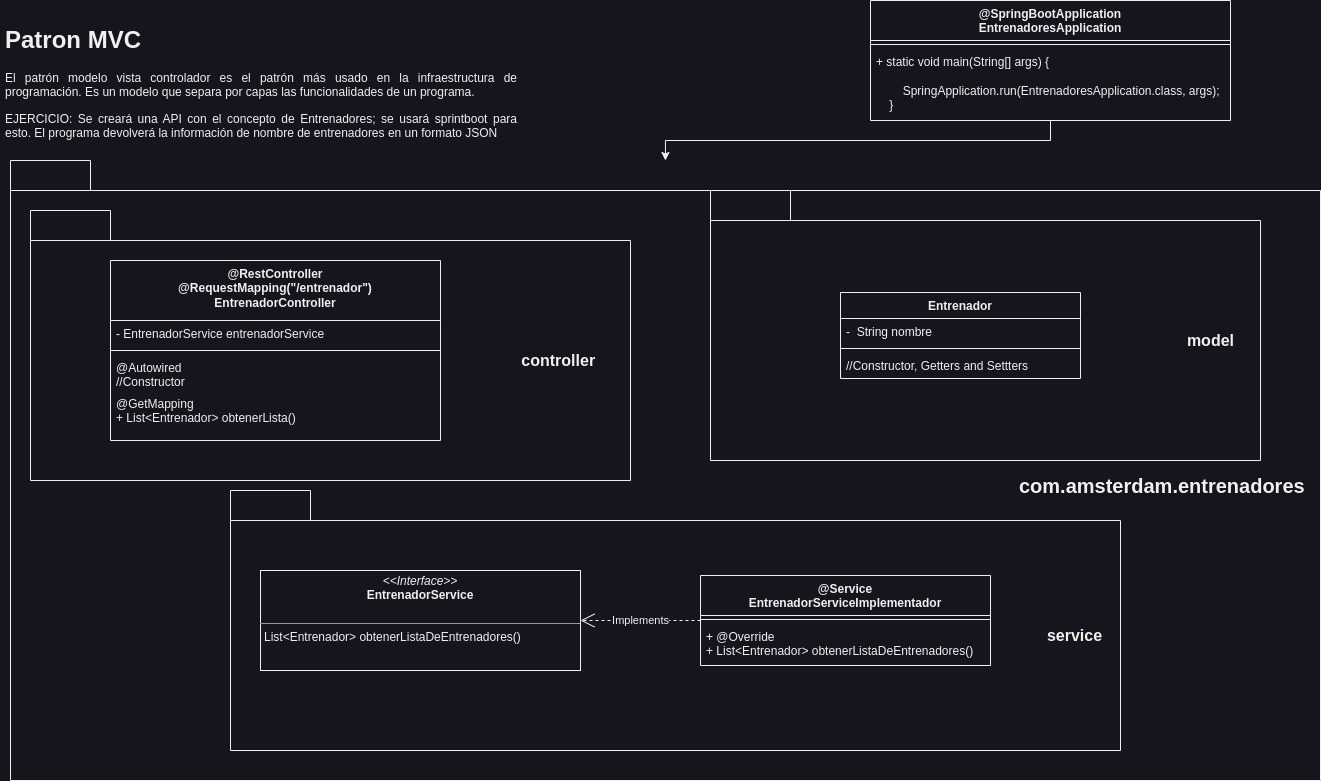 Patron MVC
El patrón modelo vista controlador es el patrón más usado en la infraestructura de
programación. Es un modelo que separa por capas las funcionalidades de un programa.
EJERCICIO: Se creará una API con el concepto de Entrenadores; se usará sprintboot para
esto. El programa devolverá la información de nombre de entrenadores en un formato JSON
@SpringBootApplication
EntrenadoresApplication
+ static void main(String[] args) {
SpringApplication.run(EntrenadoresApplication.class, args);
}
@RestController
@RequestMapping("/entrenador")
EntrenadorController
- EntrenadorService entrenadorService
@Autowired
//Constructor
@GetMapping
+ List<Entrenador> obtenerLista()
controller
Entrenador
- String nombre
//Constructor, Getters and Settters
model
com.amsterdam.entrenadores
<<Interface>>
EntrenadorService
List<Entrenador> obtenerListaDeEntrenadores()
Implements
@Service
EntrenadorServiceImplementador
+ @Override
+ List<Entrenador> obtenerListaDeEntrenadores()
service